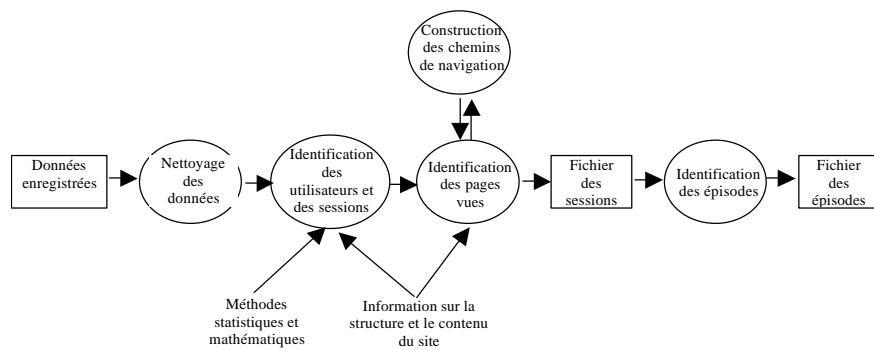 Construction
des chemins
de navigation
Données
enregistrées
Nettoyage
des
données
Identification
des
utilisateurs et
des sessions
Identification
des pages
vues
Fichier
des
sessions
Identification
des épisodes
Fichier
des
épisodes
Méthodes
statistiques et
mathématiques
Information sur la
structure et le contenu
du site